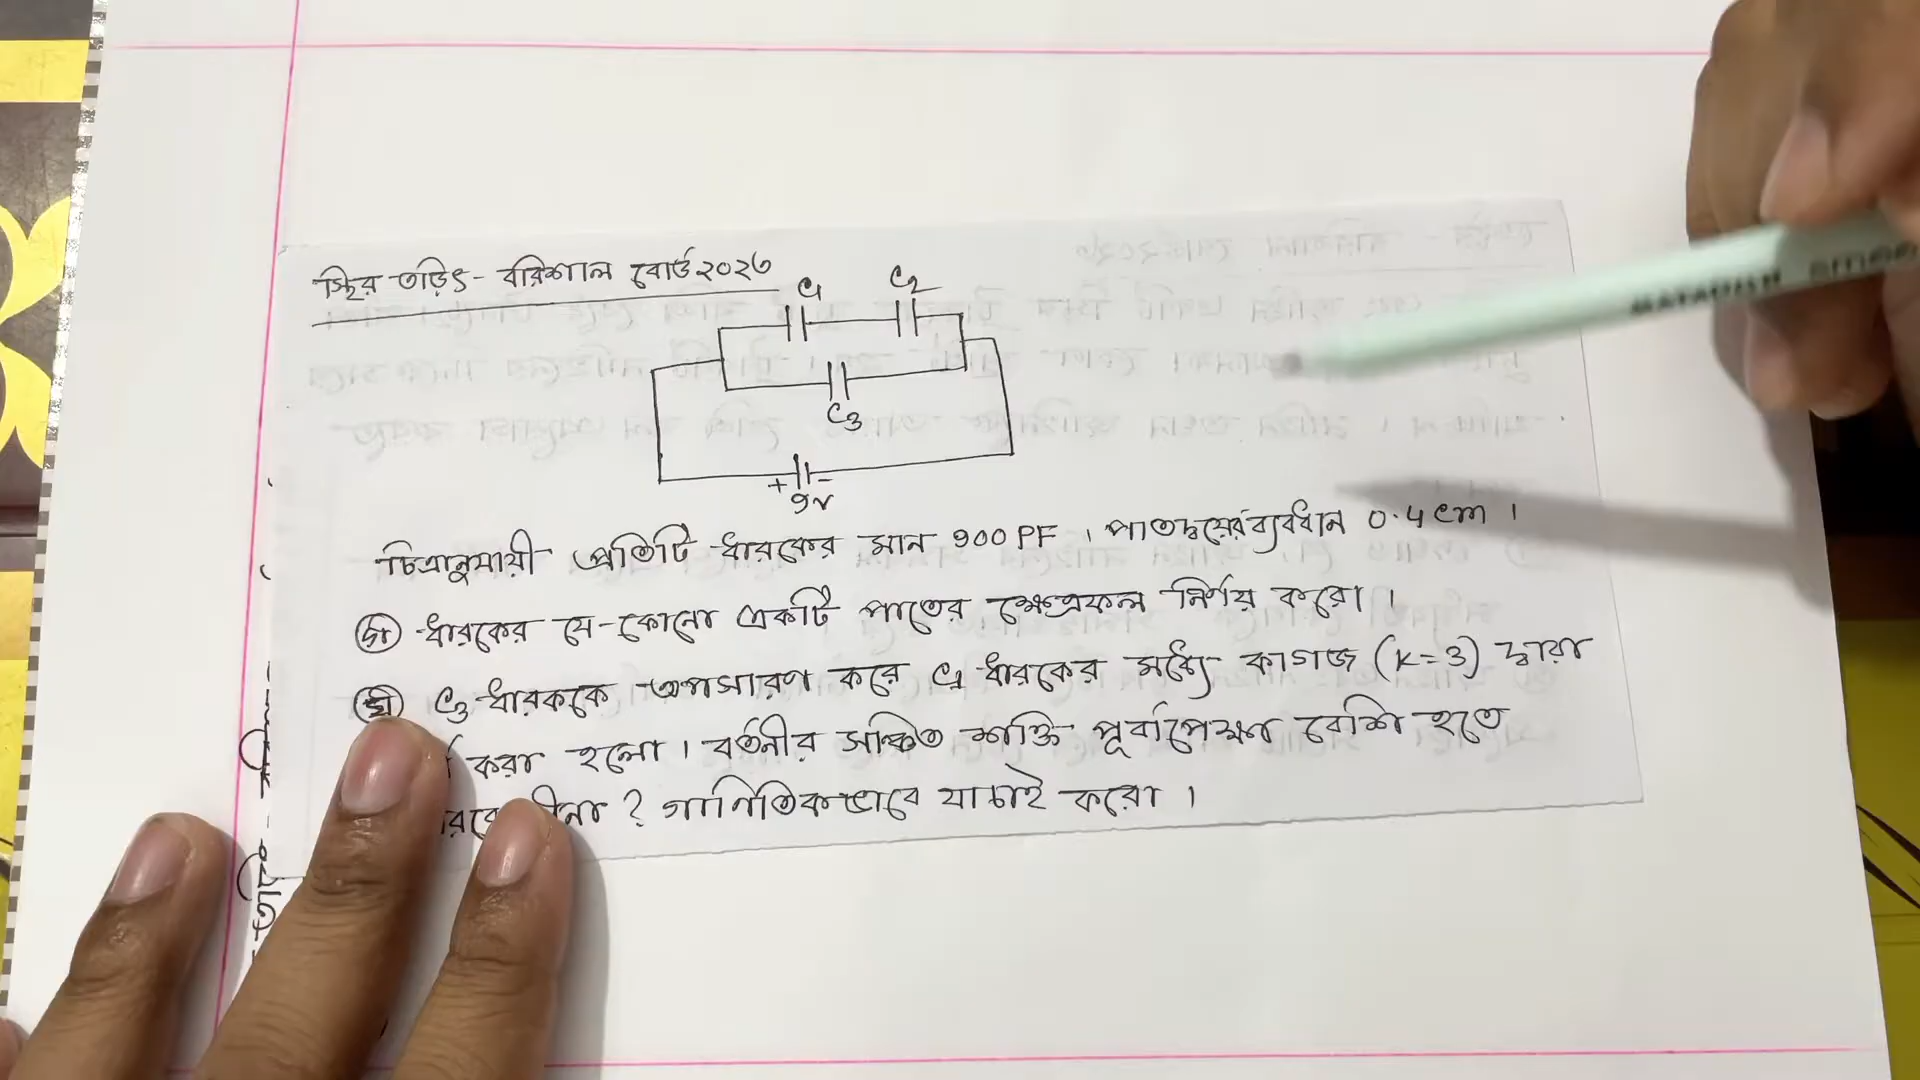 স্থির তড়িৎ - বরিশাল বোর্ড ২০২৩
C1 C2
C3
+ -
9v
চিত্রানুযায়ী প্রতিটি ধারকের মান 900 PF । পাতদ্বয়ের ব্যবধান 0.4 cm ।
গ ধারকের যে-কোনো একটি পাতের ক্ষেত্রফল নির্ণয় করো ।
ঘ C3 ধারককে অপসারণ করে C1 ধারকের মধ্যে কাগজ (K = 3) দ্বারা
করা হলো । বর্তনীর সঞ্চিত শক্তি পূর্বাপেক্ষা বেশি হতে
? গাণিতিকভাবে যাচাই করো ।